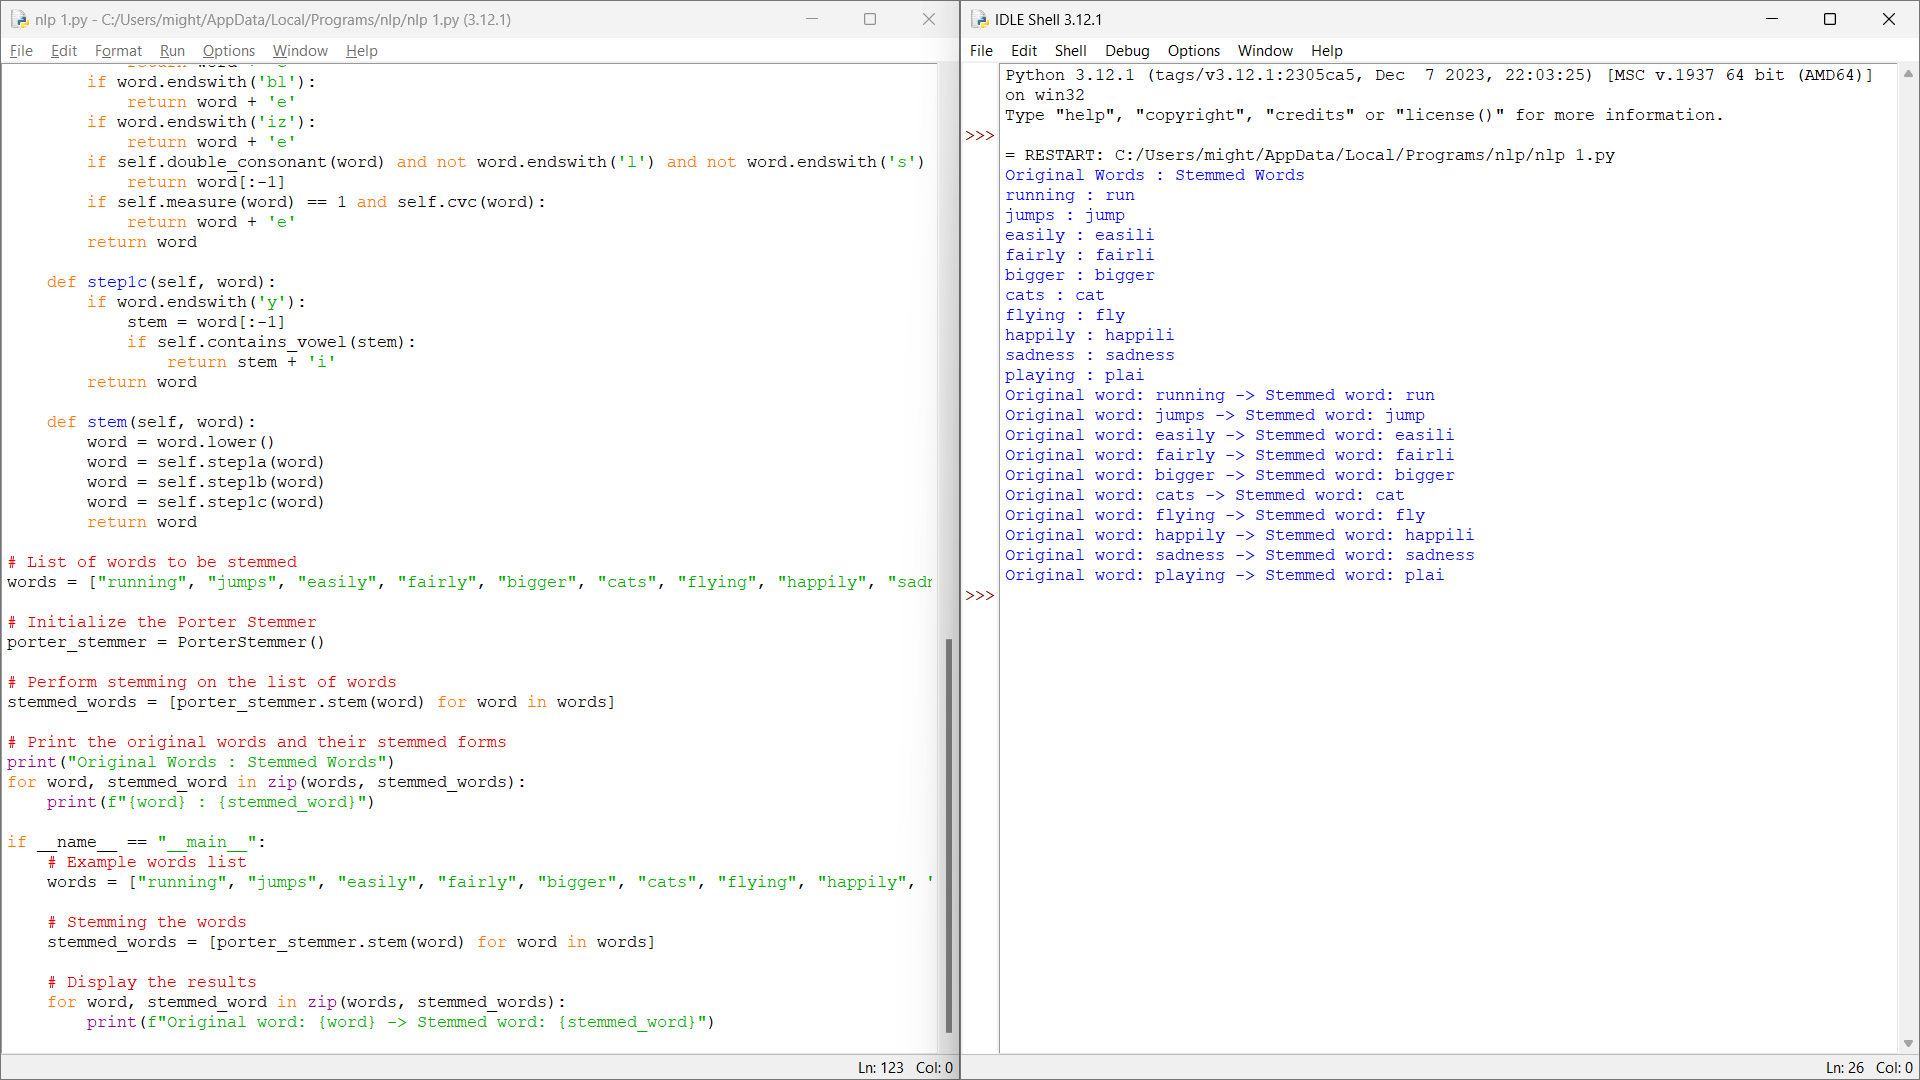 nlp 1.py - C:/Users/might/AppData/Local/Programs/nlp/nlp 1.py (3.12.1)
File Edit Format Run Options Window Help
        if word.endswith('bl'):
            return word + 'e'
        if word.endswith('iz'):
            return word + 'e'
        if self.double_consonant(word) and not word.endswith('l') and not word.endswith('s')
            return word[:-1]
        if self.measure(word) == 1 and self.cvc(word):
            return word + 'e'
        return word
    def step1c(self, word):
        if word.endswith('y'):
            stem = word[:-1]
            if self.contains_vowel(stem):
                return stem + 'i'
        return word
    def stem(self, word):
        word = word.lower()
        word = self.step1a(word)
        word = self.step1b(word)
        word = self.step1c(word)
        return word
# List of words to be stemmed
words = ["running", "jumps", "easily", "fairly", "bigger", "cats", "flying", "happily", "sadn
# Initialize the Porter Stemmer
porter_stemmer = PorterStemmer()
# Perform stemming on the list of words
stemmed_words = [porter_stemmer.stem(word) for word in words]
# Print the original words and their stemmed forms
print("Original Words : Stemmed Words")
for word, stemmed_word in zip(words, stemmed_words):
    print(f"{word} : {stemmed_word}")
if __name__ == "__main__":
    # Example words list
    words = ["running", "jumps", "easily", "fairly", "bigger", "cats", "flying", "happily", "
    # Stemming the words
    stemmed_words = [porter_stemmer.stem(word) for word in words]
    # Display the results
    for word, stemmed_word in zip(words, stemmed_words):
        print(f"Original word: {word} -> Stemmed word: {stemmed_word}")
Ln: 123 Col: 0
IDLE Shell 3.12.1
File Edit Shell Debug Options Window Help
Python 3.12.1 (tags/v3.12.1:2305ca5, Dec  7 2023, 22:03:25) [MSC v.1937 64 bit (AMD64)]
on win32
Type "help", "copyright", "credits" or "license()" for more information.
>>>
= RESTART: C:/Users/might/AppData/Local/Programs/nlp/nlp 1.py
Original Words : Stemmed Words
running : run
jumps : jump
easily : easili
fairly : fairli
bigger : bigger
cats : cat
flying : fly
happily : happili
sadness : sadness
playing : plai
Original word: running -> Stemmed word: run
Original word: jumps -> Stemmed word: jump
Original word: easily -> Stemmed word: easili
Original word: fairly -> Stemmed word: fairli
Original word: bigger -> Stemmed word: bigger
Original word: cats -> Stemmed word: cat
Original word: flying -> Stemmed word: fly
Original word: happily -> Stemmed word: happili
Original word: sadness -> Stemmed word: sadness
Original word: playing -> Stemmed word: plai
>>>
Ln: 26 Col: 0